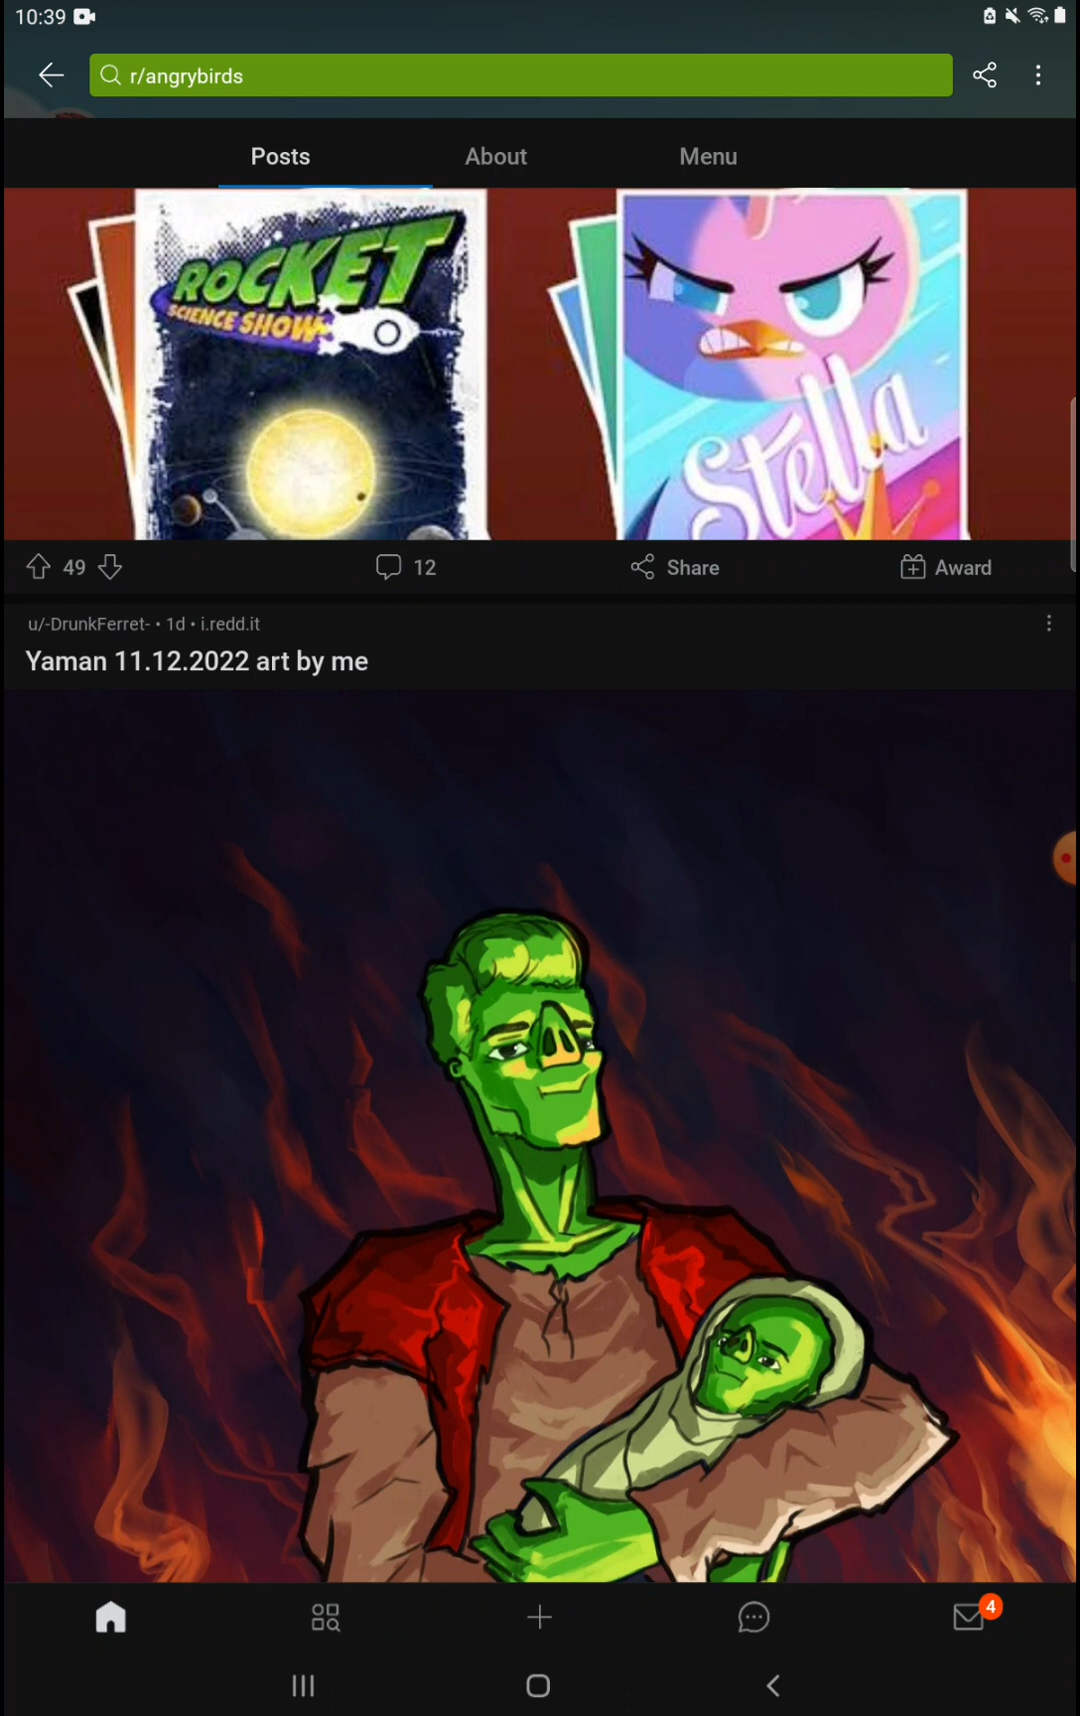 10:39
r/angrybirds
Posts
About
Menu
ROCKET
SCIENCE SHOW
Stella
49
12
Share
Award
u/-DrunkFerret- • 1d • i.redd.it
Yaman 11.12.2022 art by me
4